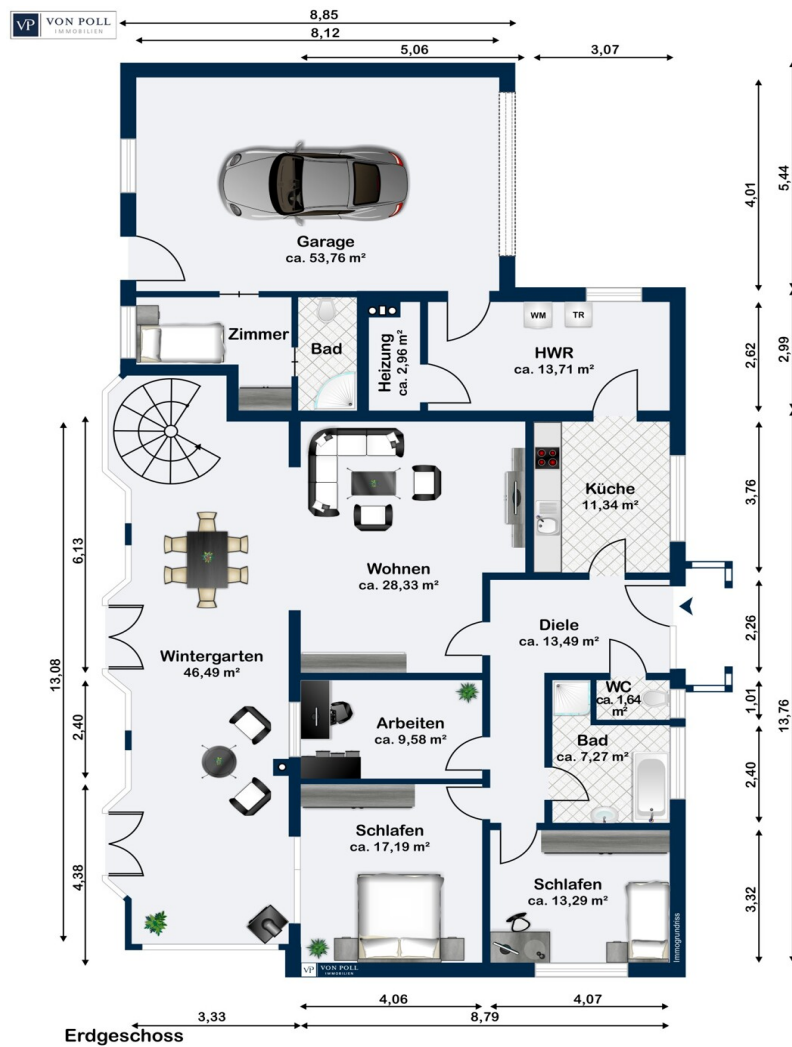 VP VON POLL
IMMOBILIEN
8,85
8,12
5,06
3,07
Garage
ca. 53,76 m²
4,01
5,44
Zimmer
Bad
Heizung
ca. 2,96 m²
WM
TR
HWR
ca. 13,71 m²
2,62
2,99
Küche
11,34 m²
3,76
Wohnen
ca. 28,33 m²
6,13
13,08
Diele
ca. 13,49 m²
2,26
Wintergarten
46,49 m²
WC
ca. 1,64
m²
1,01
13,76
2,40
Arbeiten
ca. 9,58 m²
Bad
ca. 7,27 m²
2,40
4,38
Schlafen
ca. 17,19 m²
Schlafen
ca. 13,29 m²
3,32
Immogrundriss
VP VON POLL
IMMOBILIEN
4,06
4,07
3,33
8,79
Erdgeschoss